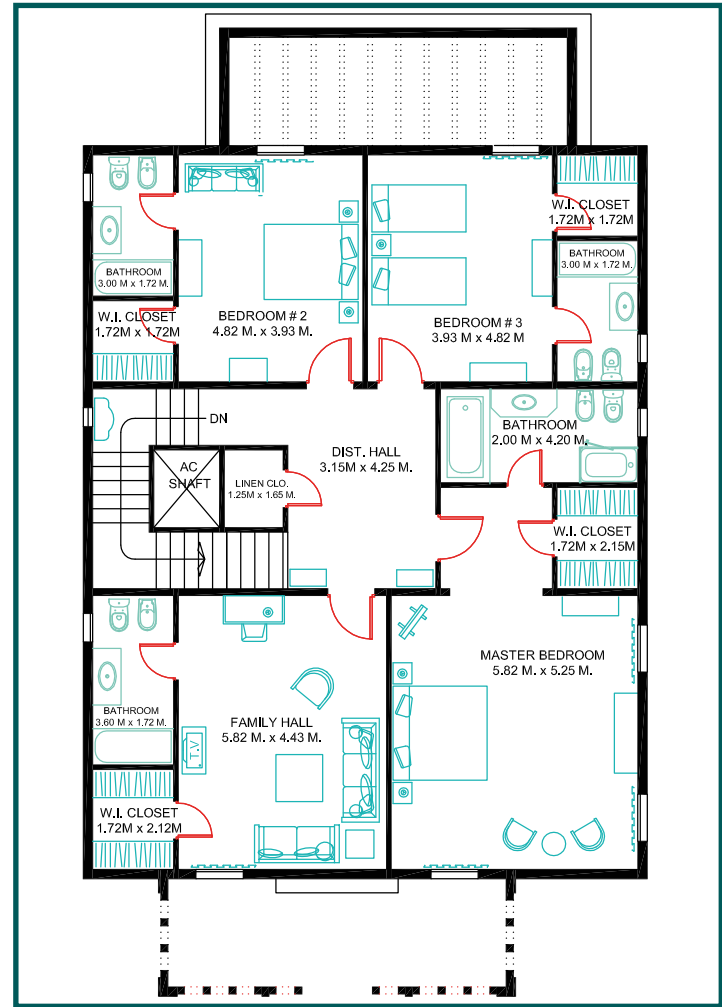 W.I. CLOSET
1.72M x 1.72M
BATHROOM
3.00 M x 1.72 M.
BATHROOM
3.00 M x 1.72 M.
W.I. CLOSET
1.72M x 1.72M
BEDROOM # 2
4.82 M. x 3.93 M.
BEDROOM # 3
3.93 M x 4.82 M
DN
BATHROOM
2.00 M x 4.20 M.
DIST. HALL
3.15M x 4.25 M.
AC
SHAFT
LINEN CLO.
1.25M x 1.65 M.
W.I. CLOSET
1.72M x 2.15M
MASTER BEDROOM
5.82 M. x 5.25 M.
BATHROOM
3.60 M x 1.72 M.
FAMILY HALL
5.82 M. x 4.43 M.
T.V
W.I. CLOSET
1.72M x 2.12M